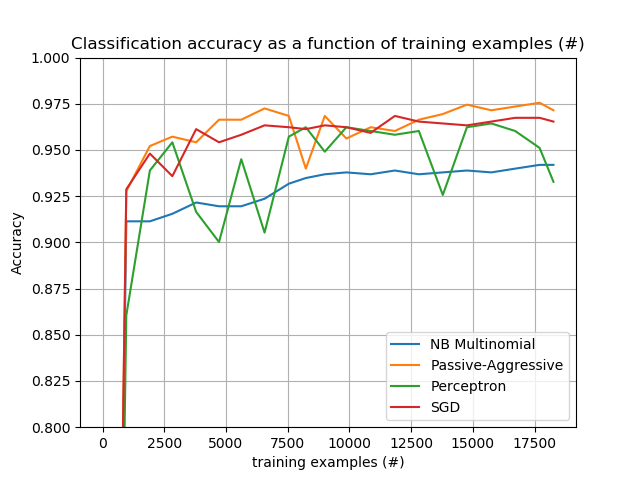 Classification accuracy as a function of training examples (#)
1.000
0.975
0.950
0.925
0.900
0.875
0.850
0.825
0.800
Accuracy
NB Multinomial
Passive-Aggressive
Perceptron
SGD
0 2500 5000 7500 10000 12500 15000 17500
training examples (#)